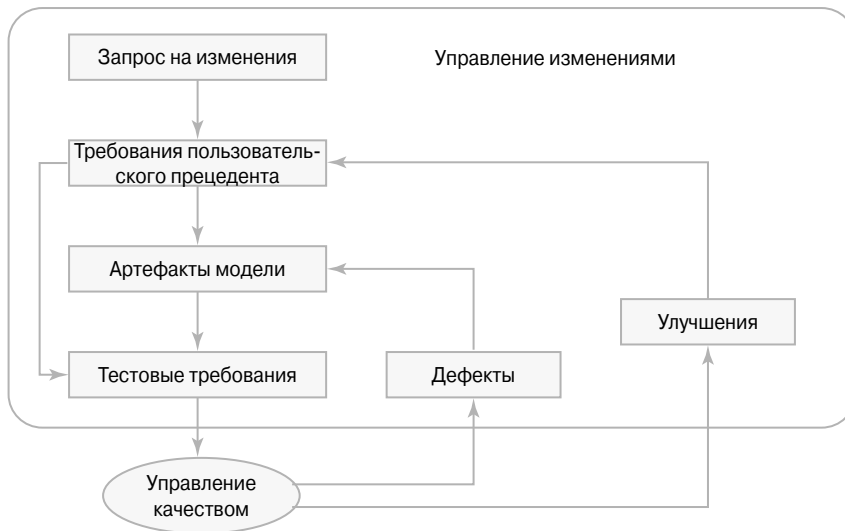 Запрос на изменения
Управление изменениями
Требования пользователь-
ского прецедента
Артефакты модели
Улучшения
Тестовые требования
Дефекты
Управление
качеством